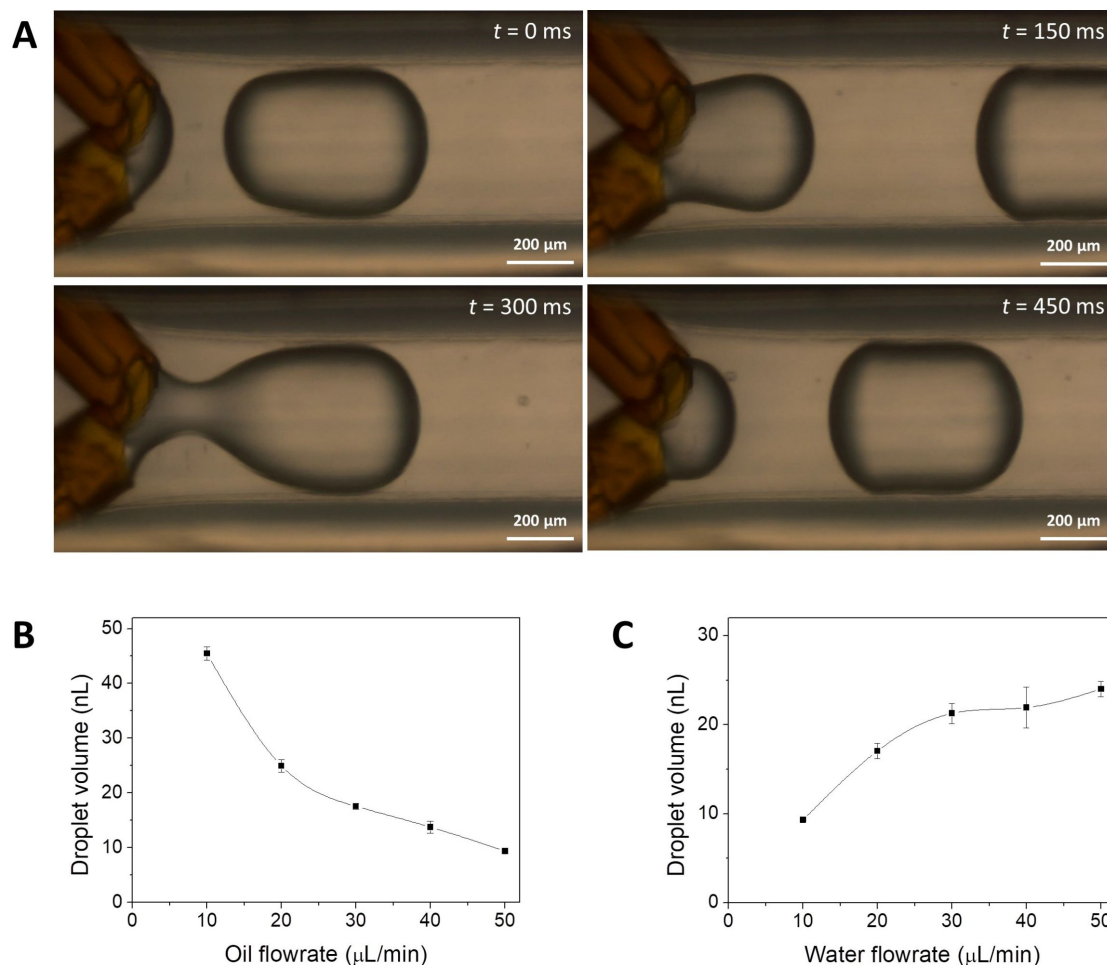 A
t = 0 ms
200 µm
t = 150 ms
200 µm
t = 300 ms
200 µm
t = 450 ms
200 µm
B
50
40
30
20
10
0
Droplet volume (nL)
0 10 20 30 40 50
Oil flowrate (µL/min)
C
30
20
10
0
Droplet volume (nL)
0 10 20 30 40 50
Water flowrate (µL/min)